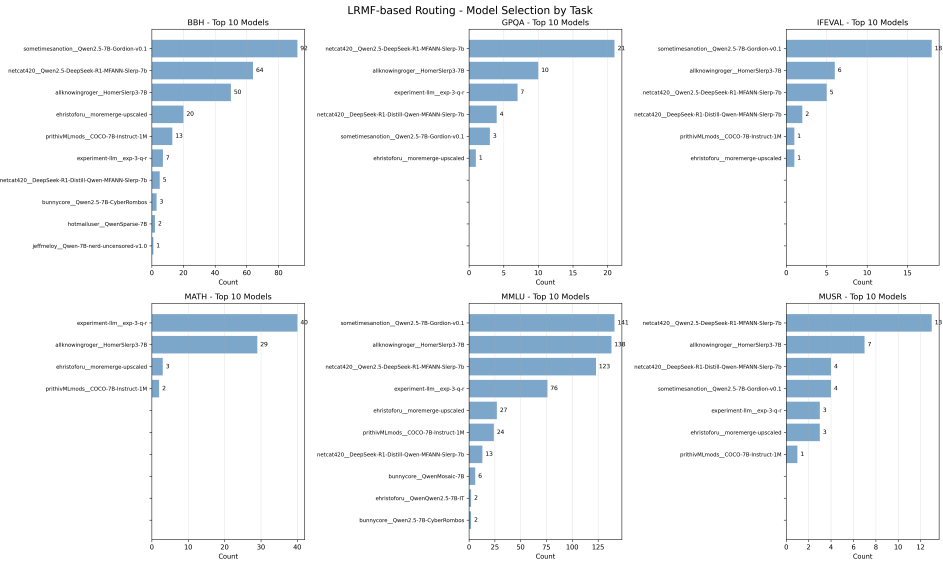 LRMF-based Routing - Model Selection by Task
BBH - Top 10 Models
sometimesanotion__Qwen2.5-7B-Gordion-v0.1
92
netcat420__Qwen2.5-DeepSeek-R1-MFANN-Slerp-7b
64
allknowingroger__HomerSlerp3-7B
50
ehristoforu__moremerge-upscaled
20
prithivMLmods__COCO-7B-Instruct-1M
13
experiment-llm__exp-3-q-r
7
netcat420__DeepSeek-R1-Distill-Qwen-MFANN-Slerp-7b
5
bunnycore__Qwen2.5-7B-CyberRombos
3
hotmailuser__QwenSparse-7B
2
jeffmeloy__Qwen-7B-nerd-uncensored-v1.0
1
0 20 40 60 80
Count
GPQA - Top 10 Models
netcat420__Qwen2.5-DeepSeek-R1-MFANN-Slerp-7b
21
allknowingroger__HomerSlerp3-7B
10
experiment-llm__exp-3-q-r
7
netcat420__DeepSeek-R1-Distill-Qwen-MFANN-Slerp-7b
4
sometimesanotion__Qwen2.5-7B-Gordion-v0.1
3
ehristoforu__moremerge-upscaled
1
0 5 10 15 20
Count
IFEVAL - Top 10 Models
sometimesanotion__Qwen2.5-7B-Gordion-v0.1
18
allknowingroger__HomerSlerp3-7B
6
netcat420__Qwen2.5-DeepSeek-R1-MFANN-Slerp-7b
5
netcat420__DeepSeek-R1-Distill-Qwen-MFANN-Slerp-7b
2
prithivMLmods__COCO-7B-Instruct-1M
1
ehristoforu__moremerge-upscaled
1
0 5 10 15
Count
MATH - Top 10 Models
experiment-llm__exp-3-q-r
40
allknowingroger__HomerSlerp3-7B
29
ehristoforu__moremerge-upscaled
3
prithivMLmods__COCO-7B-Instruct-1M
2
0 10 20 30 40
Count
MMLU - Top 10 Models
sometimesanotion__Qwen2.5-7B-Gordion-v0.1
141
allknowingroger__HomerSlerp3-7B
138
netcat420__Qwen2.5-DeepSeek-R1-MFANN-Slerp-7b
123
experiment-llm__exp-3-q-r
76
ehristoforu__moremerge-upscaled
27
prithivMLmods__COCO-7B-Instruct-1M
24
netcat420__DeepSeek-R1-Distill-Qwen-MFANN-Slerp-7b
13
bunnycore__QwenMosaic-7B
6
ehristoforu__QwenQwen2.5-7B-IT
2
bunnycore__Qwen2.5-7B-CyberRombos
2
0 25 50 75 100 125
Count
MUSR - Top 10 Models
netcat420__Qwen2.5-DeepSeek-R1-MFANN-Slerp-7b
13
allknowingroger__HomerSlerp3-7B
7
netcat420__DeepSeek-R1-Distill-Qwen-MFANN-Slerp-7b
4
sometimesanotion__Qwen2.5-7B-Gordion-v0.1
4
experiment-llm__exp-3-q-r
3
ehristoforu__moremerge-upscaled
3
prithivMLmods__COCO-7B-Instruct-1M
1
0 2 4 6 8 10 12
Count